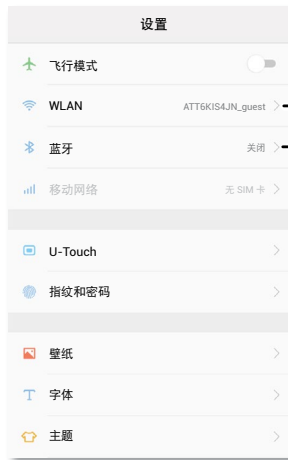 设置
飞行模式
WLAN ATT6KIS4JN_guest
蓝牙 关闭
移动网络 无 SIM 卡
U-Touch
指纹和密码
壁纸
字体
主题